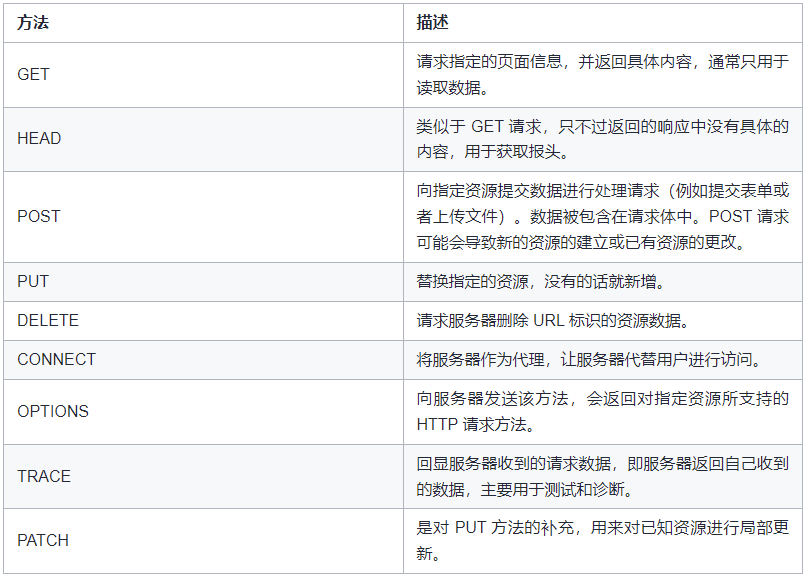 方法
描述
GET
请求指定的页面信息，并返回具体内容，通常只用于
读取数据。
HEAD
类似于 GET 请求，只不过返回的响应中没有具体的
内容，用于获取报头。
POST
向指定资源提交数据进行处理请求（例如提交表单或
者上传文件）。数据被包含在请求体中。POST 请求
可能会导致新的资源的建立或已有资源的更改。
PUT
替换指定的资源，没有的话就新增。
DELETE
请求服务器删除 URL 标识的资源数据。
CONNECT
将服务器作为代理，让服务器代替用户进行访问。
OPTIONS
向服务器发送该方法，会返回对指定资源所支持的
HTTP 请求方法。
TRACE
回显服务器收到的请求数据，即服务器返回自己收到
的数据，主要用于测试和诊断。
PATCH
是对 PUT 方法的补充，用来对已知资源进行局部更
新。